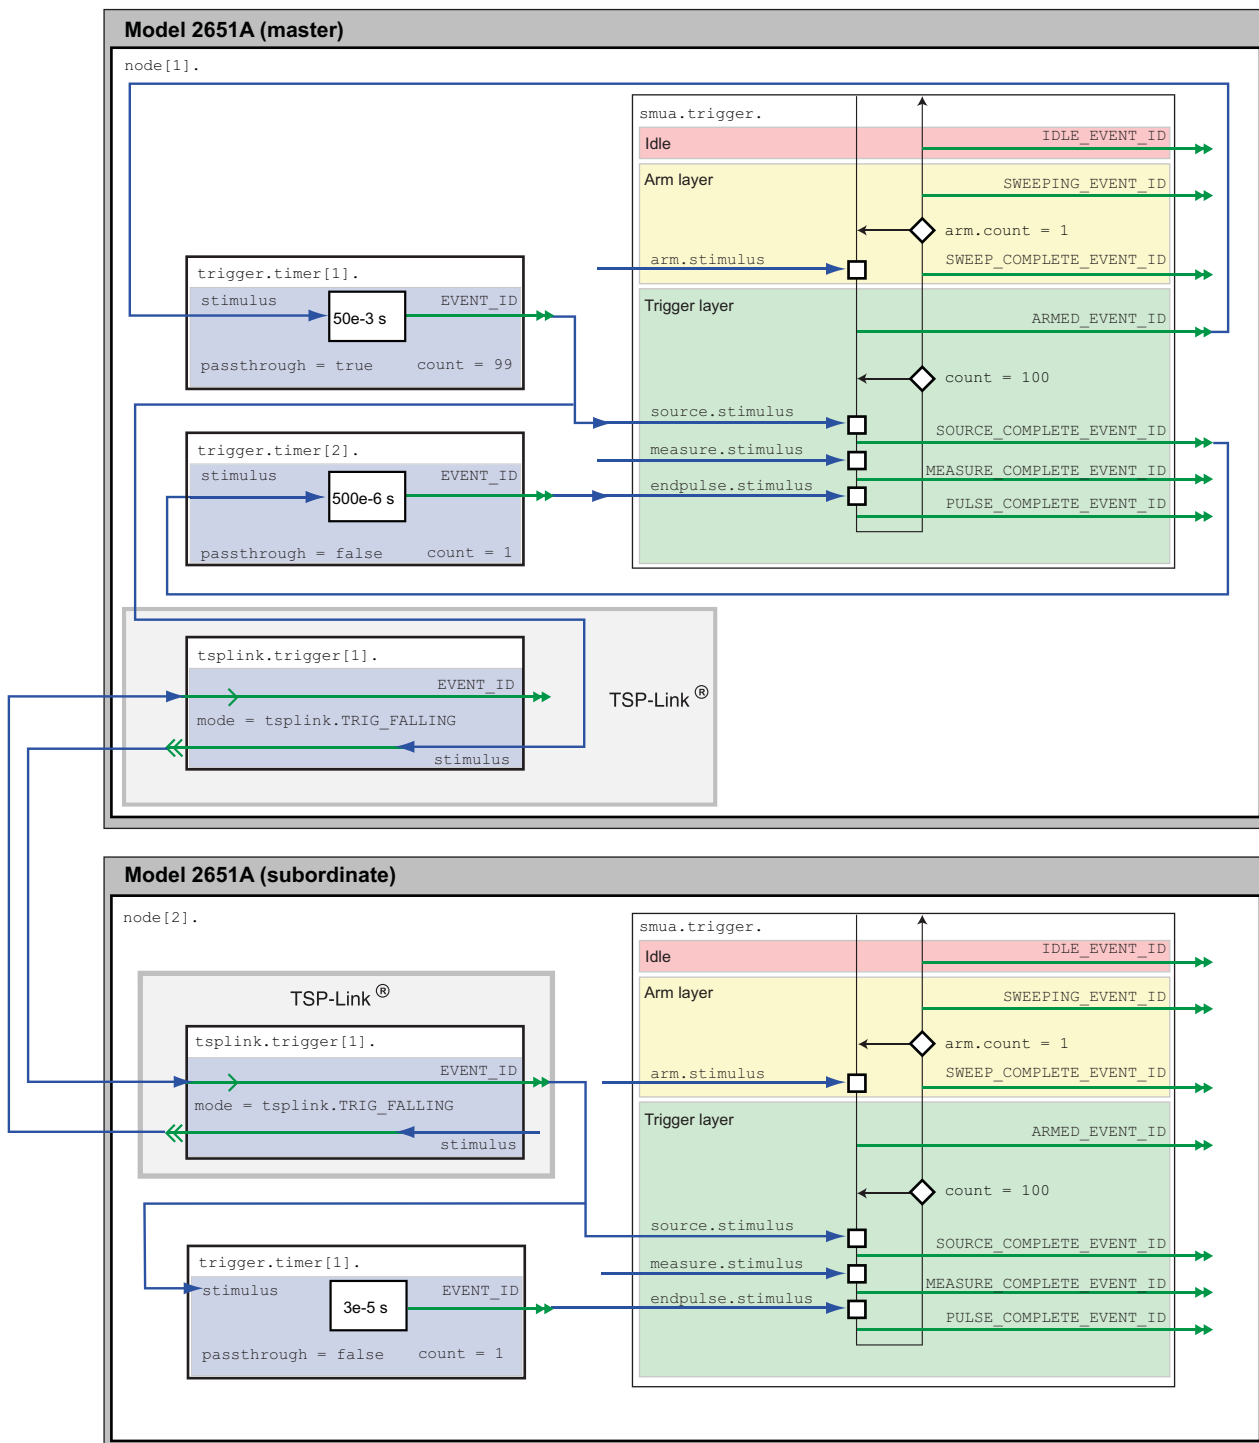 Model 2651A (master)
node[1].
smua.trigger.
Idle
IDLE_EVENT_ID
Arm layer
SWEEPING_EVENT_ID
arm.count = 1
arm.stimulus
SWEEP_COMPLETE_EVENT_ID
Trigger layer
ARMED_EVENT_ID
count = 100
source.stimulus
SOURCE_COMPLETE_EVENT_ID
measure.stimulus
MEASURE_COMPLETE_EVENT_ID
endpulse.stimulus
PULSE_COMPLETE_EVENT_ID
trigger.timer[1].
stimulus
EVENT_ID
50e-3 s
passthrough = true
count = 99
trigger.timer[2].
stimulus
EVENT_ID
500e-6 s
passthrough = false
count = 1
tsplink.trigger[1].
EVENT_ID
mode = tsplink.TRIG_FALLING
stimulus
TSP-Link®
Model 2651A (subordinate)
node[2].
TSP-Link®
tsplink.trigger[1].
EVENT_ID
mode = tsplink.TRIG_FALLING
stimulus
trigger.timer[1].
stimulus
EVENT_ID
3e-5 s
passthrough = false
count = 1
smua.trigger.
Idle
IDLE_EVENT_ID
Arm layer
SWEEPING_EVENT_ID
arm.count = 1
arm.stimulus
SWEEP_COMPLETE_EVENT_ID
Trigger layer
ARMED_EVENT_ID
count = 100
source.stimulus
SOURCE_COMPLETE_EVENT_ID
measure.stimulus
MEASURE_COMPLETE_EVENT_ID
endpulse.stimulus
PULSE_COMPLETE_EVENT_ID